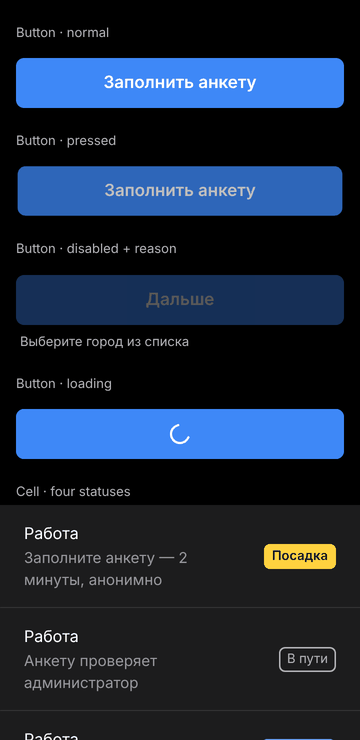 Button · normal
Заполнить анкету
Button · pressed
Заполнить анкету
Button · disabled + reason
Дальше
Выберите город из списка
Button · loading
Cell · four statuses
Работа
Заполните анкету — 2
минуты, анонимно
Посадка
Работа
Анкету проверяет
администратор
В пути
Работа